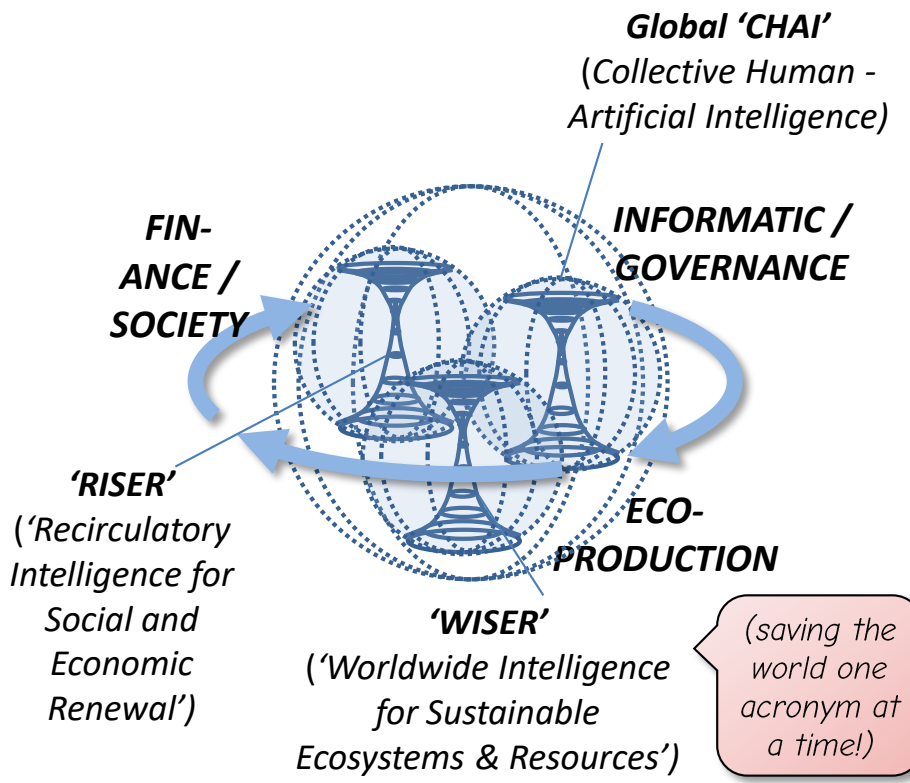 Global ‘CHAI’
(Collective Human -
Artificial Intelligence)
FIN-
ANCE /
SOCIETY
INFORMATIC /
GOVERNANCE
‘RISER’
(‘Recirculatory
Intelligence for
Social and
Economic
Renewal’)
ECO-
PRODUCTION
‘WISER’
(‘Worldwide Intelligence
for Sustainable
Ecosystems & Resources’)
(saving the
world one
acronym at
a time!)